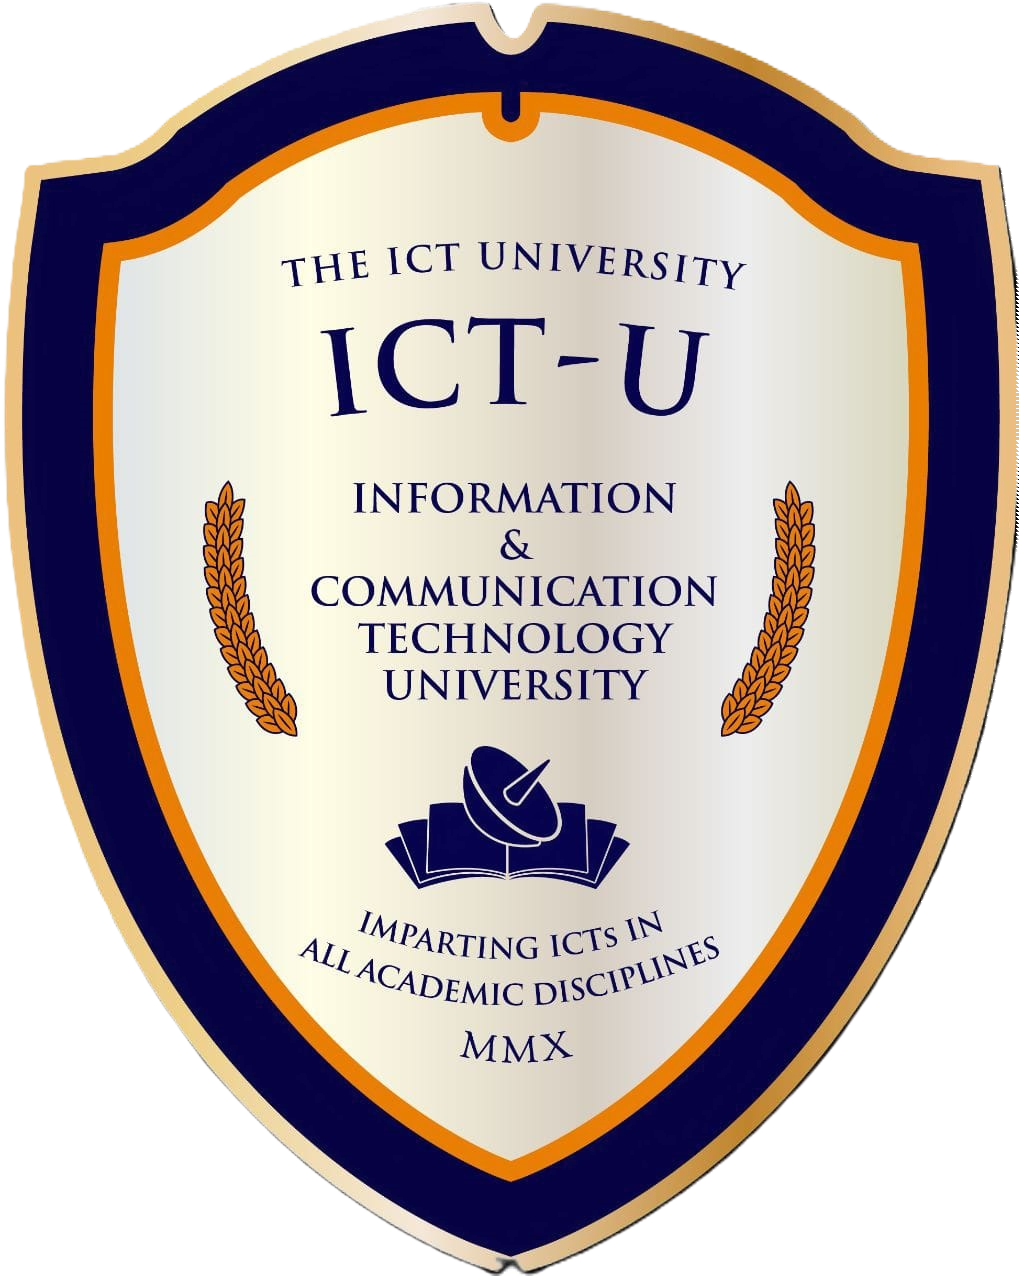 THE ICT UNIVERSITY
ICT-U
INFORMATION
&
COMMUNICATION
TECHNOLOGY
UNIVERSITY
IMPARTING ICTs IN
ALL ACADEMIC DISCIPLINES
MMX